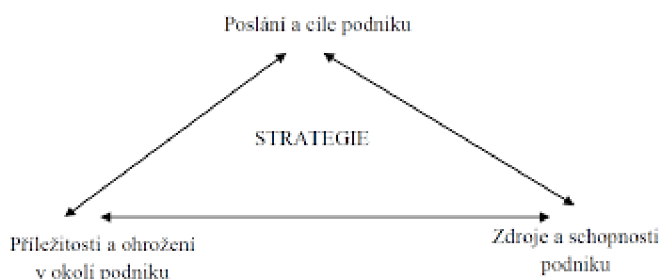 Poslání a cíle podniku
STRATEGIE
Příležitosti a ohrožení
v okolí podniku
Zdroje a schopnosti
podniku